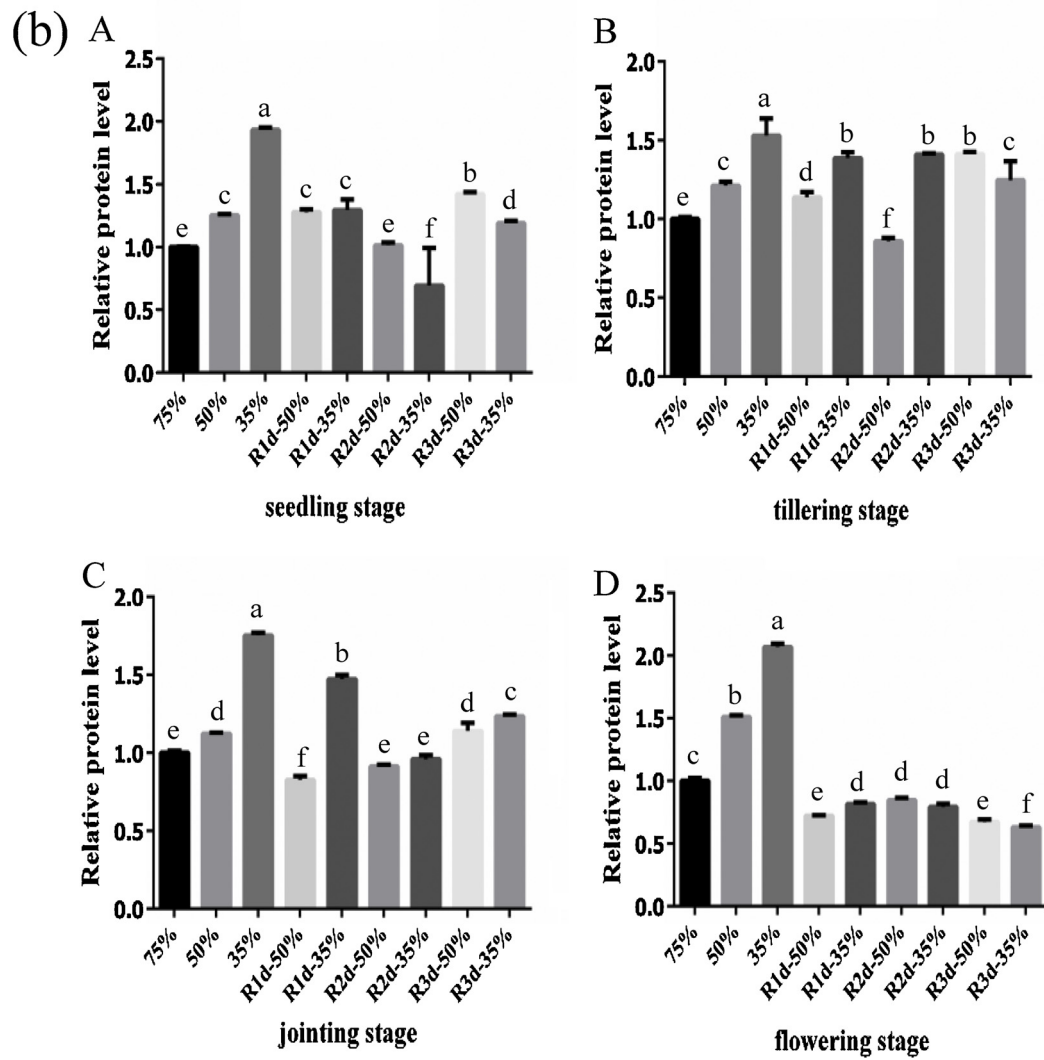 (b) A
Relative protein level
2.5
2.0
1.5
1.0
0.5
0.0
e
c
a
c
c
e
f
b
d
75%
50%
35%
R1d-50%
R1d-35%
R2d-50%
R2d-35%
R3d-50%
R3d-35%
seedling stage
B
Relative protein level
2.0
1.5
1.0
0.5
0.0
e
c
a
d
b
f
b
b
c
75%
50%
35%
R1d-50%
R1d-35%
R2d-50%
R2d-35%
R3d-50%
R3d-35%
tillering stage
C
Relative protein level
2.0
1.5
1.0
0.5
0.0
e
d
a
f
b
e
e
d
c
75%
50%
35%
R1d-50%
R1d-35%
R2d-50%
R2d-35%
R3d-50%
R3d-35%
jointing stage
D
Relative protein level
2.5
2.0
1.5
1.0
0.5
0.0
c
b
a
e
d
d
d
e
f
75%
50%
35%
R1d-50%
R1d-35%
R2d-50%
R2d-35%
R3d-50%
R3d-35%
flowering stage